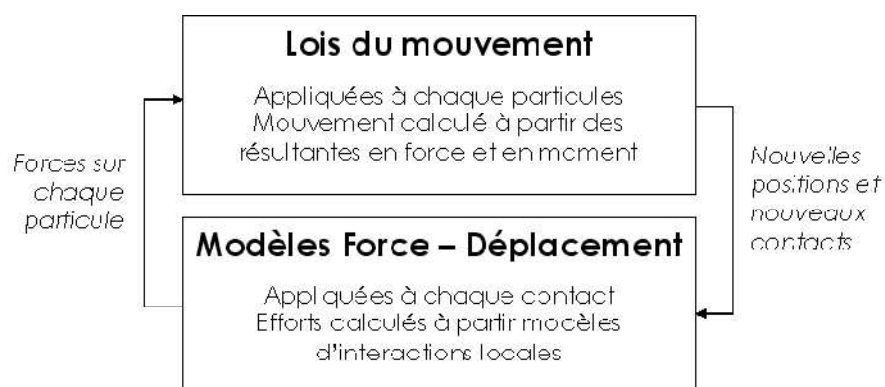 Lois du mouvement
Appliquées à chaque particules
Mouvement calculé à partir des
résultantes en force et en moment
Forces sur
chaque
particule
Nouvelles
positions et
nouveaux
contacts
Modèles Force – Déplacement
Appliquées à chaque contact
Efforts calculés à partir modèles
d'interactions locales